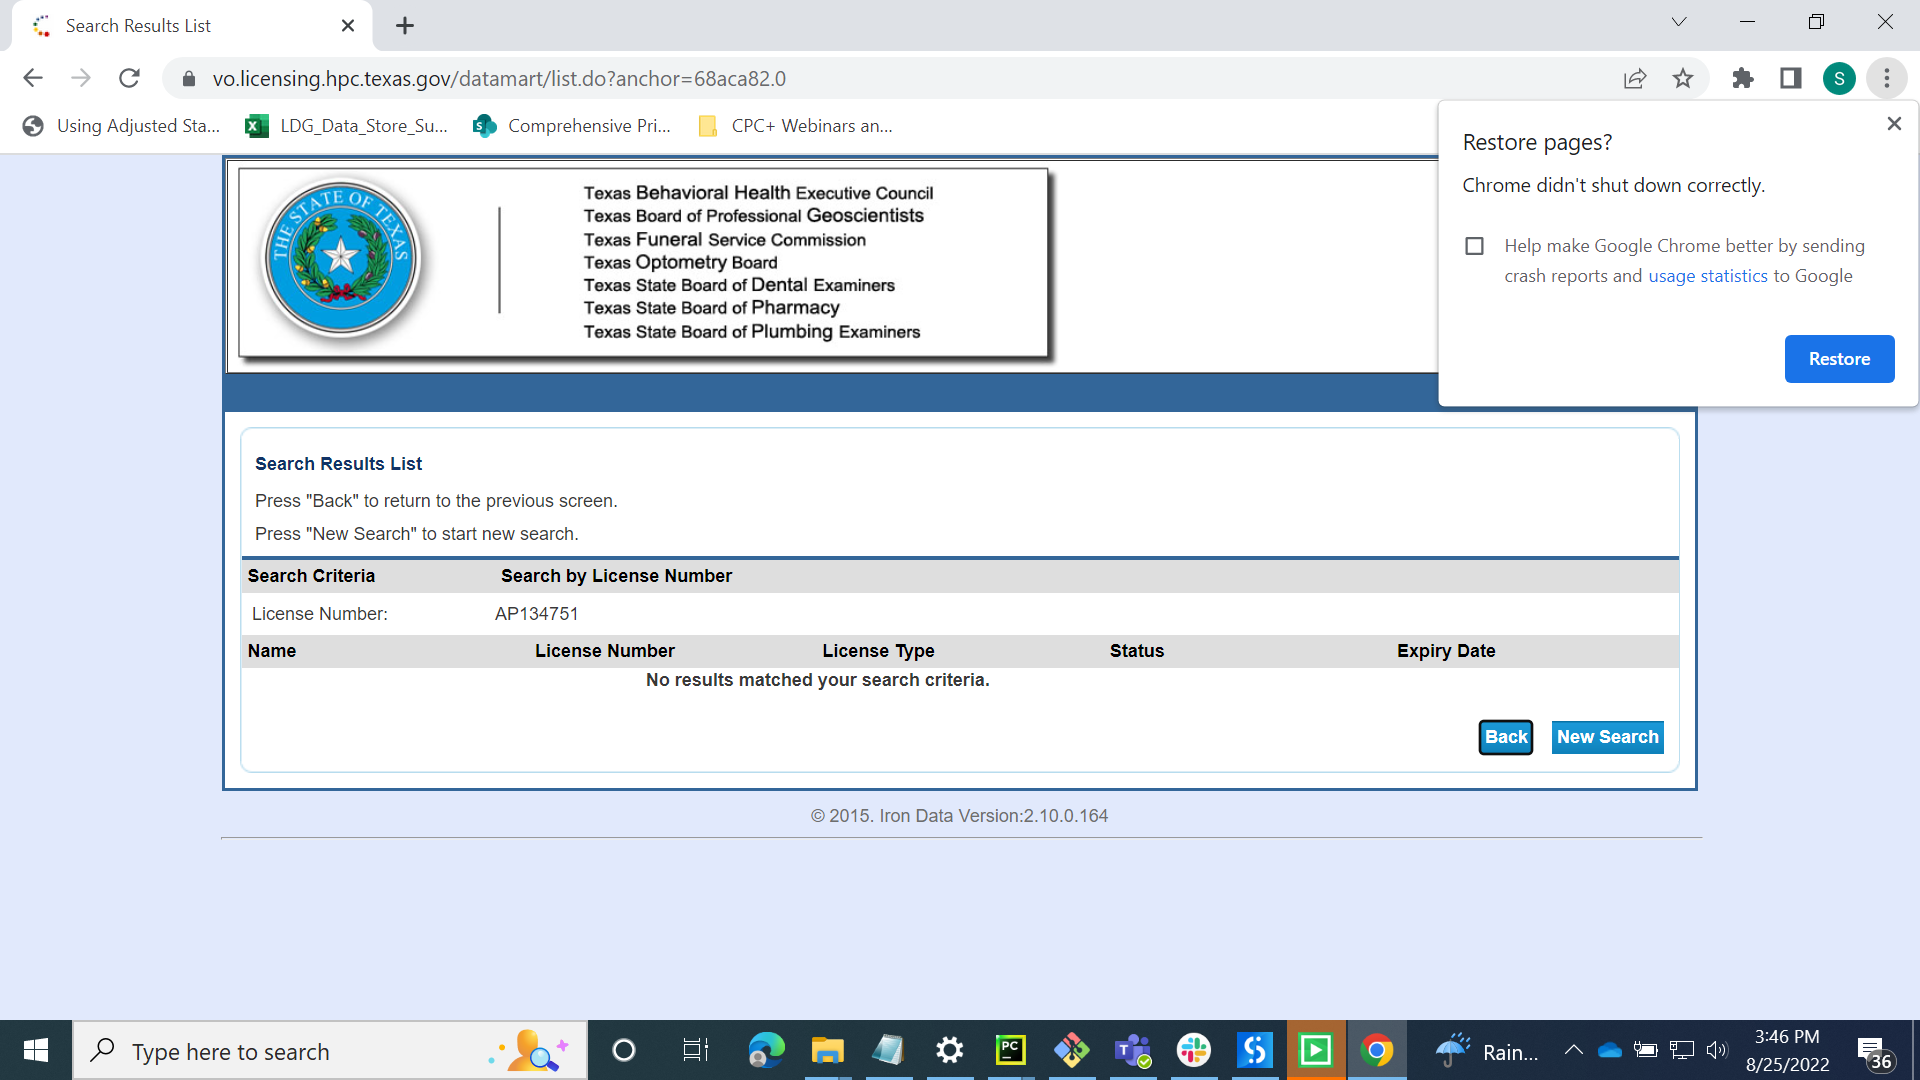 Search Results List
vo.licensing.hpc.texas.gov/datamart/list.do?anchor=68aca82.0
S
Using Adjusted Sta...
LDG_Data_Store_Su...
Comprehensive Pri...
CPC+ Webinars an...
Restore pages?
Chrome didn't shut down correctly.
Help make Google Chrome better by sending
crash reports and usage statistics to Google
Restore
THE STATE OF TEXAS
Texas Behavioral Health Executive Council
Texas Board of Professional Geoscientists
Texas Funeral Service Commission
Texas Optometry Board
Texas State Board of Dental Examiners
Texas State Board of Pharmacy
Texas State Board of Plumbing Examiners
Search Results List
Press "Back" to return to the previous screen.
Press "New Search" to start new search.
Search Criteria Search by License Number
License Number: AP134751
Name License Number License Type Status Expiry Date
No results matched your search criteria.
Back New Search
© 2015. Iron Data Version:2.10.0.164
Type here to search
PC
Rain...
3:46 PM
8/25/2022
36